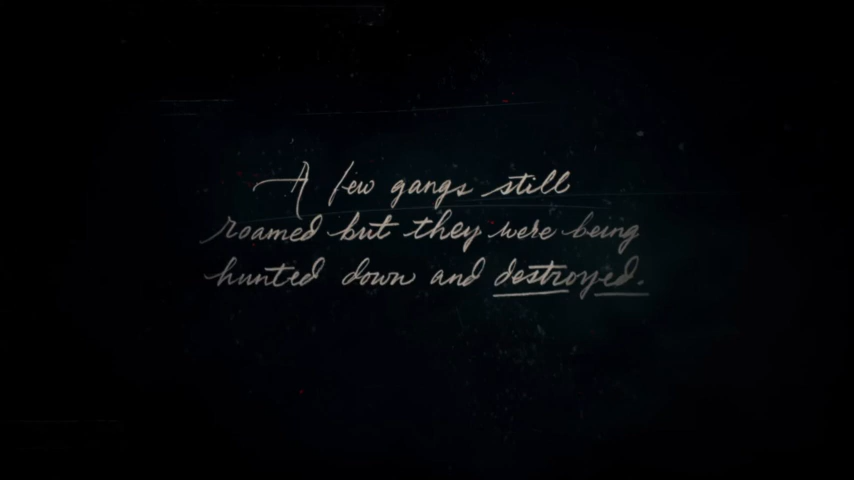 A few gangs still
roamed but they were being
hunted down and destroyed.